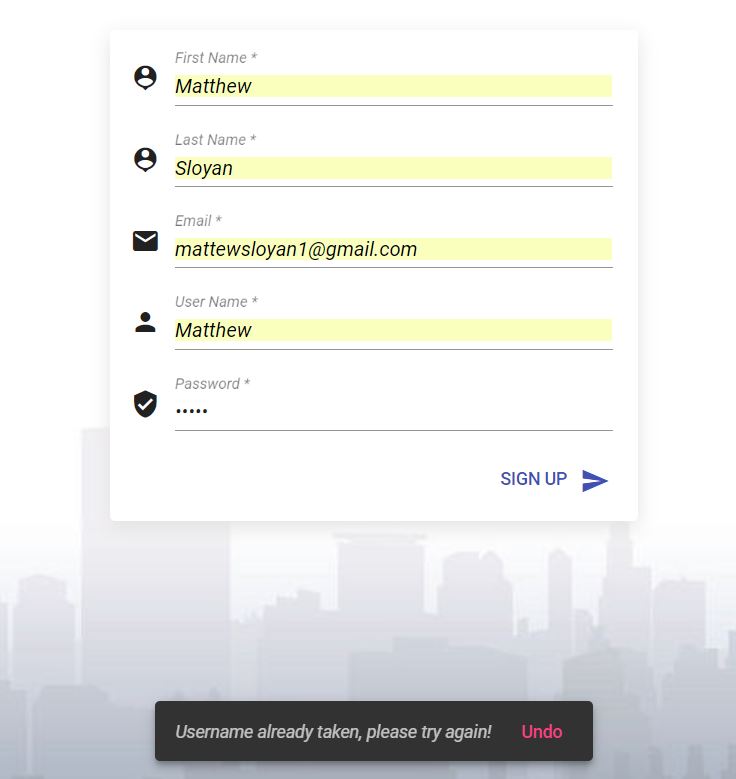 First Name *
Matthew
Last Name *
Sloyan
Email *
mattewsloyan1@gmail.com
User Name *
Matthew
Password *
•••••
SIGN UP
Username already taken, please try again! Undo